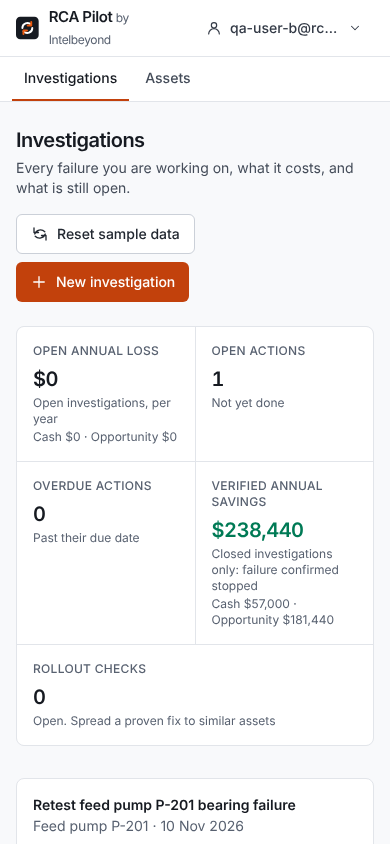 RCA Pilot by
Intelbeyond
qa-user-b@rc...
Investigations
Assets
Investigations
Every failure you are working on, what it costs, and
what is still open.
Reset sample data
New investigation
OPEN ANNUAL LOSS
$0
Open investigations, per
year
Cash $0 · Opportunity $0
OPEN ACTIONS
1
Not yet done
OVERDUE ACTIONS
0
Past their due date
VERIFIED ANNUAL
SAVINGS
$238,440
Closed investigations
only: failure confirmed
stopped
Cash $57,000 ·
Opportunity $181,440
ROLLOUT CHECKS
0
Open. Spread a proven fix to similar assets
Retest feed pump P-201 bearing failure
Feed pump P-201 · 10 Nov 2026